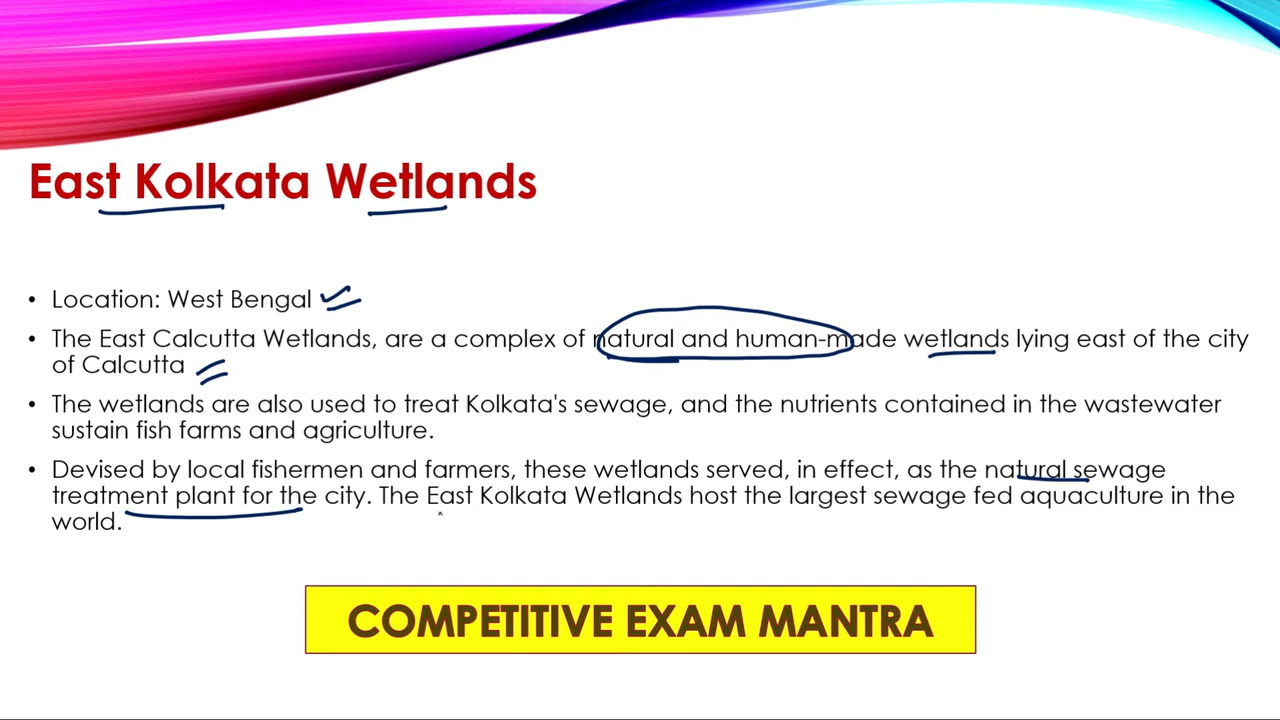 East Kolkata Wetlands
• Location: West Bengal
• The East Calcutta Wetlands, are a complex of natural and human-made wetlands lying east of the city
of Calcutta
• The wetlands are also used to treat Kolkata's sewage, and the nutrients contained in the wastewater
sustain fish farms and agriculture.
• Devised by local fishermen and farmers, these wetlands served, in effect, as the natural sewage
treatment plant for the city. The East Kolkata Wetlands host the largest sewage fed aquaculture in the
world.
COMPETITIVE EXAM MANTRA